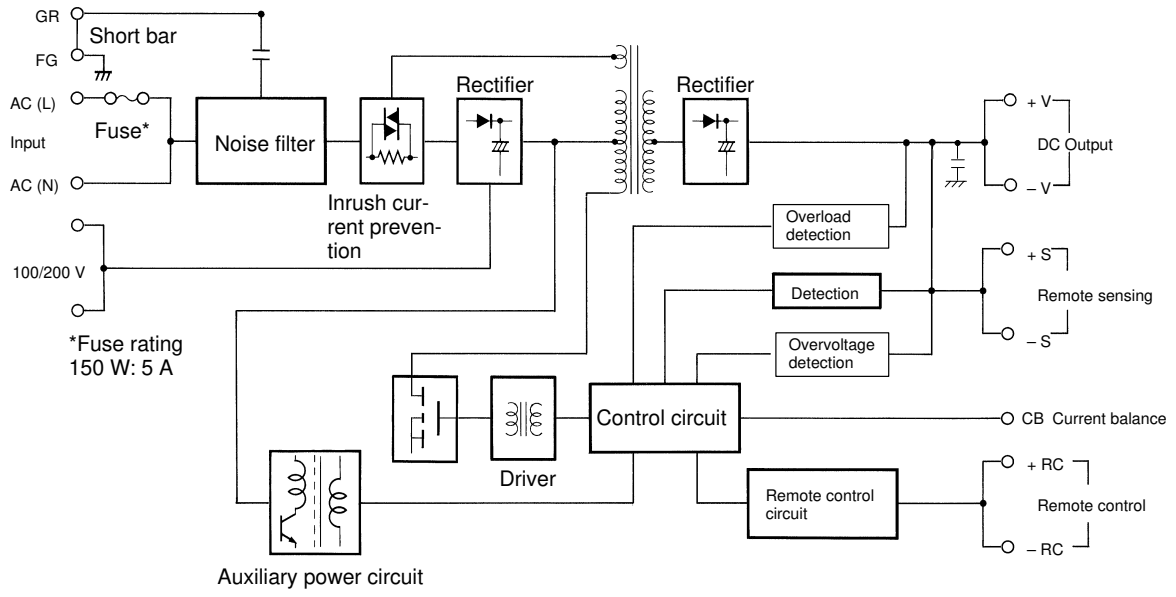 GR
Short bar
FG
AC (L)
Fuse*
Input
AC (N)
Noise filter
Inrush cur-
rent preven-
tion
Rectifier
Rectifier
+ V
DC Output
– V
100/200 V
*Fuse rating
150 W: 5 A
Overload
detection
Detection
Overvoltage
detection
+ S
Remote sensing
– S
Control circuit
CB Current balance
Driver
Remote control
circuit
+ RC
Remote control
– RC
Auxiliary power circuit